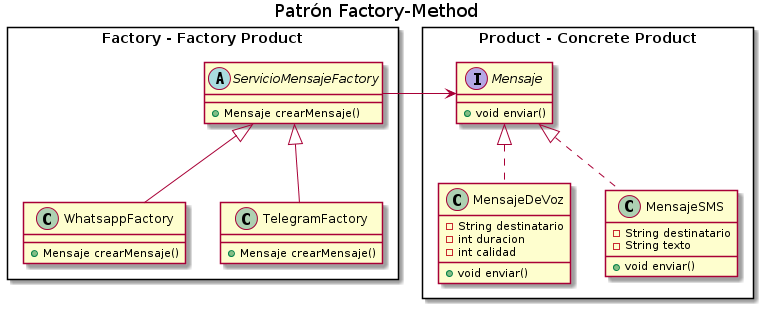 Patrón Factory-Method
Factory - Factory Product
A ServicioMensajeFactory
Mensaje crearMensaje()
C WhatsappFactory
Mensaje crearMensaje()
C TelegramFactory
Mensaje crearMensaje()
Product - Concrete Product
I Mensaje
void enviar()
C MensajeDeVoz
String destinatario
int duracion
int calidad
void enviar()
C MensajeSMS
String destinatario
String texto
void enviar()